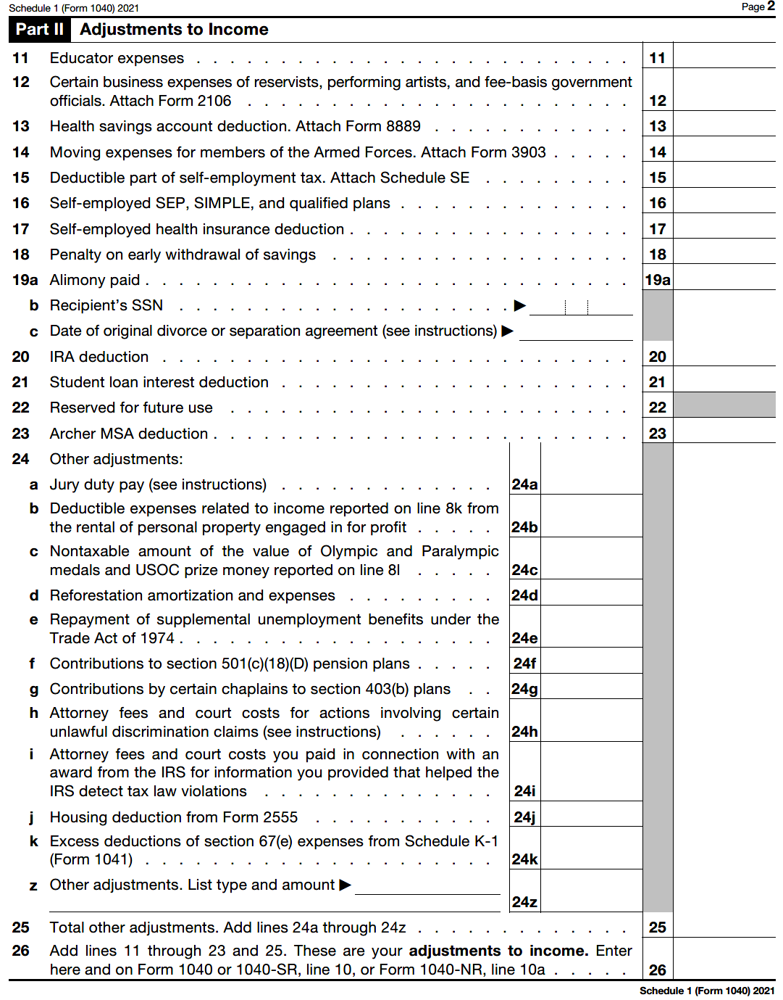 Schedule 1 (Form 1040) 2021 Page 2
Part II Adjustments to Income
11 Educator expenses . . . . . . . . . . . . . . . . . . . . . . . . . . 11
12 Certain business expenses of reservists, performing artists, and fee-basis government
officials. Attach Form 2106 . . . . . . . . . . . . . . . . . . . . . . . 12
13 Health savings account deduction. Attach Form 8889 . . . . . . . . . . . . 13
14 Moving expenses for members of the Armed Forces. Attach Form 3903 . . . . . 14
15 Deductible part of self-employment tax. Attach Schedule SE . . . . . . . . . 15
16 Self-employed SEP, SIMPLE, and qualified plans . . . . . . . . . . . . . . 16
17 Self-employed health insurance deduction . . . . . . . . . . . . . . . . . 17
18 Penalty on early withdrawal of savings . . . . . . . . . . . . . . . . . . 18
19a Alimony paid . . . . . . . . . . . . . . . . . . . . . . . . . . . . . 19a
b Recipient’s SSN . . . . . . . . . . . . . . . . . . . . ▶
c Date of original divorce or separation agreement (see instructions) ▶
20 IRA deduction . . . . . . . . . . . . . . . . . . . . . . . . . . . . 20
21 Student loan interest deduction . . . . . . . . . . . . . . . . . . . . . 21
22 Reserved for future use . . . . . . . . . . . . . . . . . . . . . . . . 22
23 Archer MSA deduction . . . . . . . . . . . . . . . . . . . . . . . . . 23
24 Other adjustments:
a Jury duty pay (see instructions) . . . . . . . . . . . . . 24a
b Deductible expenses related to income reported on line 8k from
the rental of personal property engaged in for profit . . . . . 24b
c Nontaxable amount of the value of Olympic and Paralympic
medals and USOC prize money reported on line 8l . . . . . 24c
d Reforestation amortization and expenses . . . . . . . . . 24d
e Repayment of supplemental unemployment benefits under the
Trade Act of 1974 . . . . . . . . . . . . . . . . . . . 24e
f Contributions to section 501(c)(18)(D) pension plans . . . . . 24f
g Contributions by certain chaplains to section 403(b) plans . . 24g
h Attorney fees and court costs for actions involving certain
unlawful discrimination claims (see instructions) . . . . . . 24h
i Attorney fees and court costs you paid in connection with an
award from the IRS for information you provided that helped the
IRS detect tax law violations . . . . . . . . . . . . . . 24i
j Housing deduction from Form 2555 . . . . . . . . . . . 24j
k Excess deductions of section 67(e) expenses from Schedule K-1
(Form 1041) . . . . . . . . . . . . . . . . . . . . . 24k
z Other adjustments. List type and amount ▶
24z
25 Total other adjustments. Add lines 24a through 24z . . . . . . . . . . . . . 25
26 Add lines 11 through 23 and 25. These are your adjustments to income. Enter
here and on Form 1040 or 1040-SR, line 10, or Form 1040-NR, line 10a . . . . . 26
Schedule 1 (Form 1040) 2021